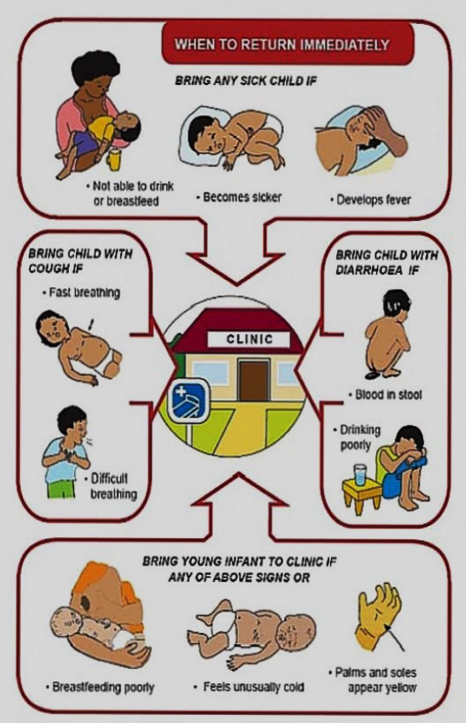 WHEN TO RETURN IMMEDIATELY
BRING ANY SICK CHILD IF
• Not able to drink
or breastfeed
• Becomes sicker
• Develops fever
BRING CHILD WITH
COUGH IF
• Fast breathing
• Difficult
breathing
CLINIC
BRING CHILD WITH
DIARRHOEA IF
• Blood in stool
• Drinking
poorly
BRING YOUNG INFANT TO CLINIC IF
ANY OF ABOVE SIGNS OR
• Breastfeeding poorly
• Feels unusually cold
• Palms and soles
appear yellow